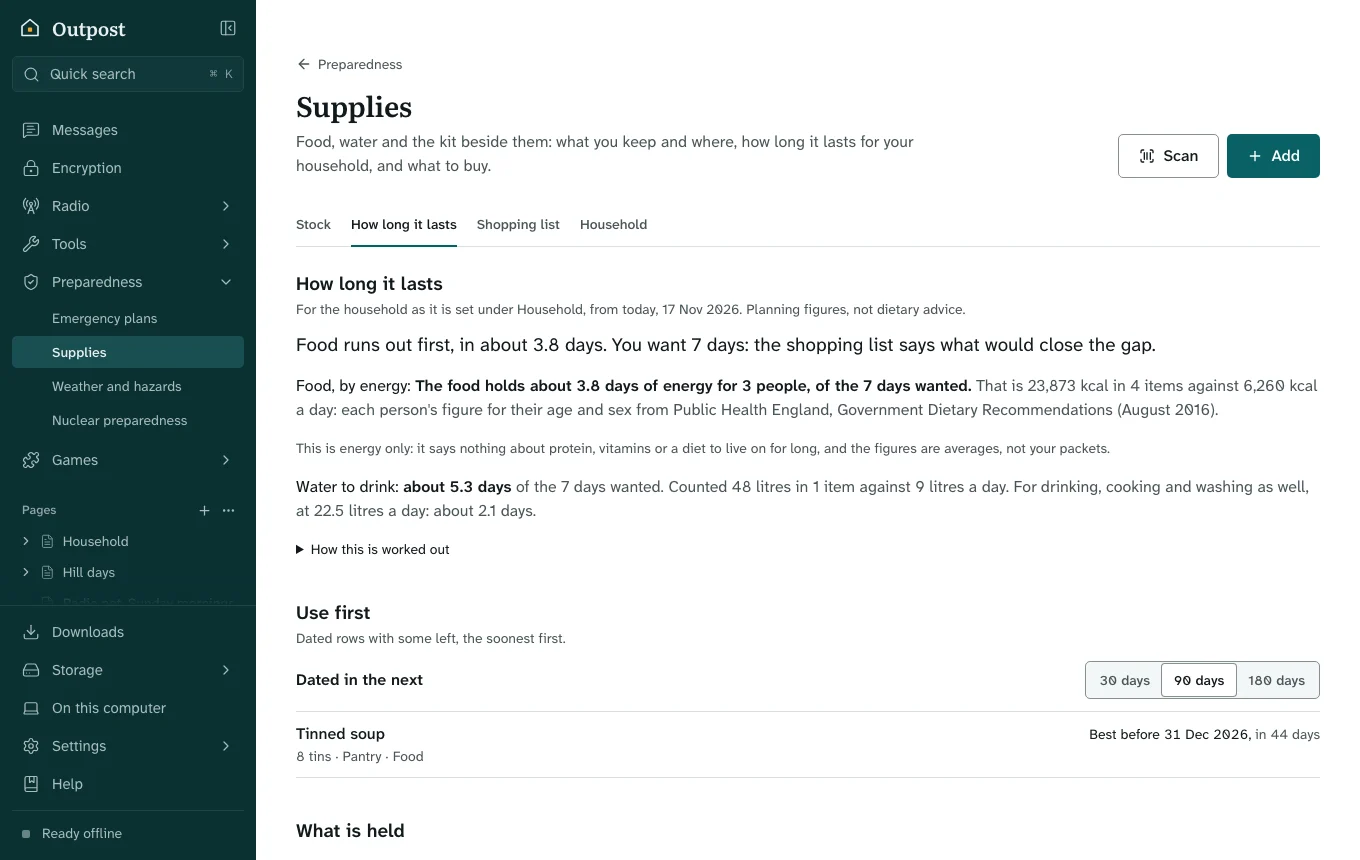 Outpost
Quick search
⌘ K
Messages
Encryption
Radio
Tools
Preparedness
Emergency plans
Supplies
Weather and hazards
Nuclear preparedness
Games
Pages
Household
Hill days
Downloads
Storage
On this computer
Settings
Help
Ready offline
Preparedness
Supplies
Food, water and the kit beside them: what you keep and where, how long it lasts for your
household, and what to buy.
Scan
Add
Stock
How long it lasts
Shopping list
Household
How long it lasts
For the household as it is set under Household, from today, 17 Nov 2026. Planning figures, not dietary advice.
Food runs out first, in about 3.8 days. You want 7 days: the shopping list says what would close the gap.
Food, by energy: The food holds about 3.8 days of energy for 3 people, of the 7 days wanted. That is 23,873 kcal in 4 items against 6,260 kcal
a day: each person's figure for their age and sex from Public Health England, Government Dietary Recommendations (August 2016).
This is energy only: it says nothing about protein, vitamins or a diet to live on for long, and the figures are averages, not your packets.
Water to drink: about 5.3 days of the 7 days wanted. Counted 48 litres in 1 item against 9 litres a day. For drinking, cooking and washing as well,
at 22.5 litres a day: about 2.1 days.
How this is worked out
Use first
Dated rows with some left, the soonest first.
Dated in the next
30 days
90 days
180 days
Tinned soup
Best before 31 Dec 2026, in 44 days
8 tins · Pantry · Food
What is held